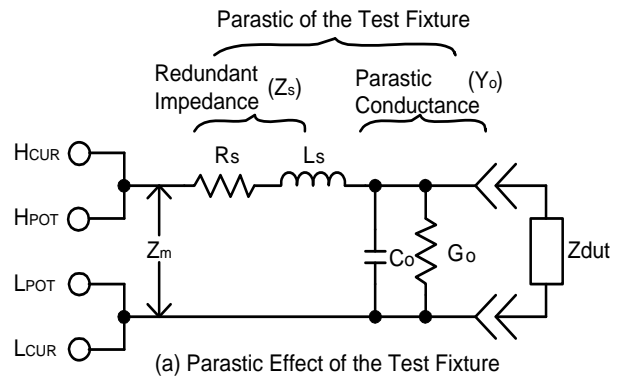 Parastic of the Test Fixture
Redundant
Impedance (Zs)
Parastic (Yo)
Conductance
HCUR
Rs
Ls
HPOT
Zm
Co
Go
Zdut
LPOT
LCUR
(a) Parastic Effect of the Test Fixture